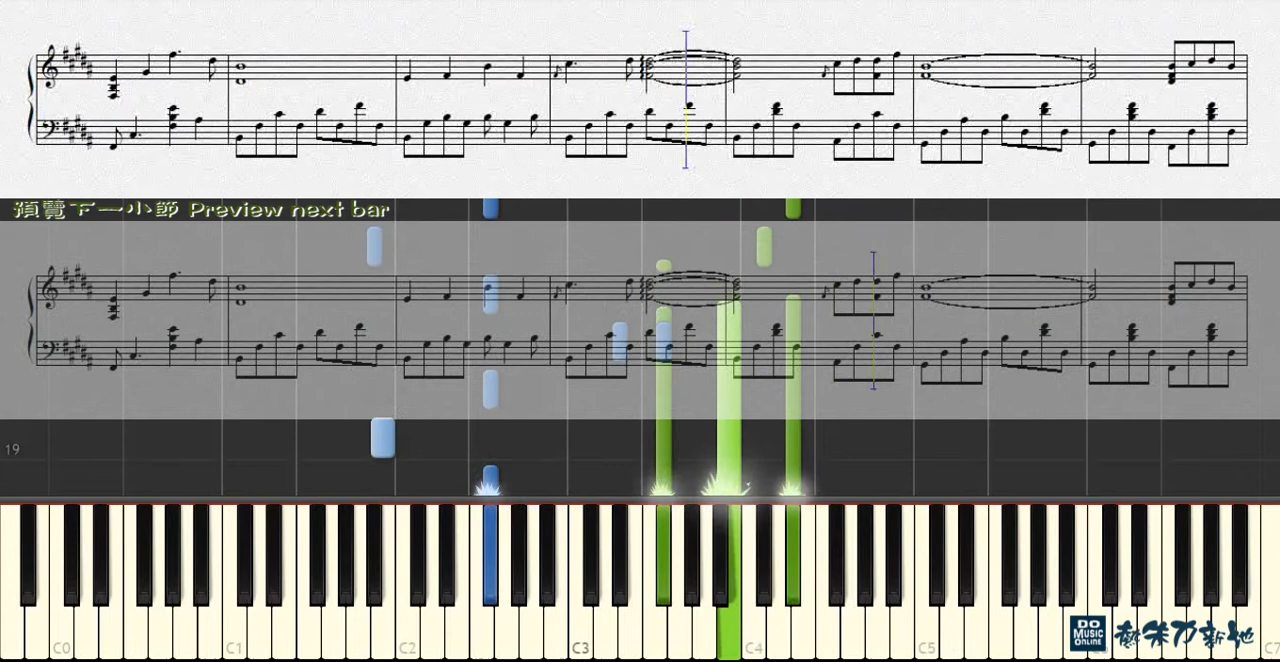 預覽下一小節 Preview next bar
19
C0 C1 C2 C3 C4 C5 C7
DO
MUSIC
ONLINE